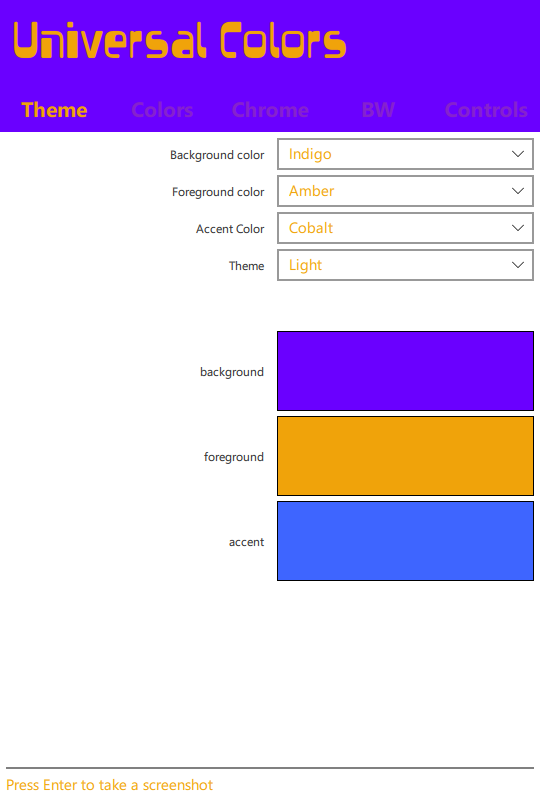 Universal Colors
Theme Colors Chrome BW Controls
Background color Indigo
Foreground color Amber
Accent Color Cobalt
Theme Light
background
foreground
accent
Press Enter to take a screenshot